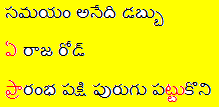 సమయం అనేది డబ్బు
ఏ రాజ రోడ్
ప్రారంభ పక్షి పురుగు పట్టుకొని